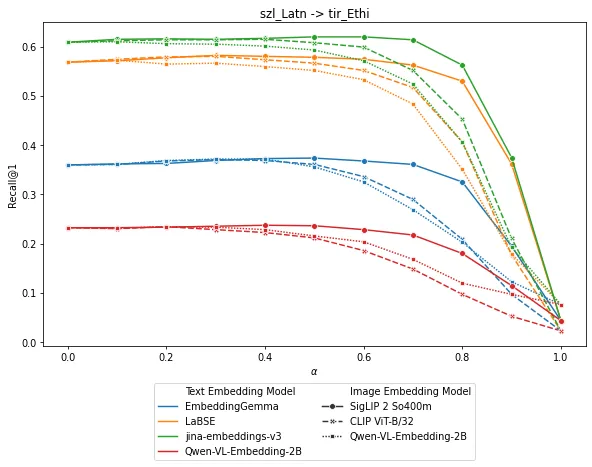 szl_Latn -> tir_Ethi
Recall@1
0.6
0.5
0.4
0.3
0.2
0.1
0.0
0.0 0.2 0.4 0.6 0.8 1.0
α
Text Embedding Model
EmbeddingGemma
LaBSE
jina-embeddings-v3
Qwen-VL-Embedding-2B
Image Embedding Model
SigLIP 2 So400m
CLIP ViT-B/32
Qwen-VL-Embedding-2B